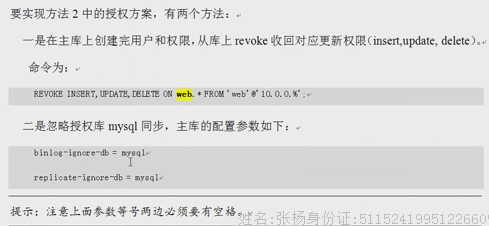 要实现方法 2 中的授权方案，有两个方法：
一是在主库上创建完用户和权限，从库上 revoke 收回对应更新权限（insert,update, delete）。
命令为：
REVOKE INSERT,UPDATE,DELETE ON web.* FROM 'web'@'10.0.0.%';
二是忽略授权库 mysql 同步，主库的配置参数如下：
binlog-ignore-db = mysql
replicate-ignore-db = mysql
提示：注意上面参数等号两边必须要有空格。
姓名:张杨身份证:51152419951226609